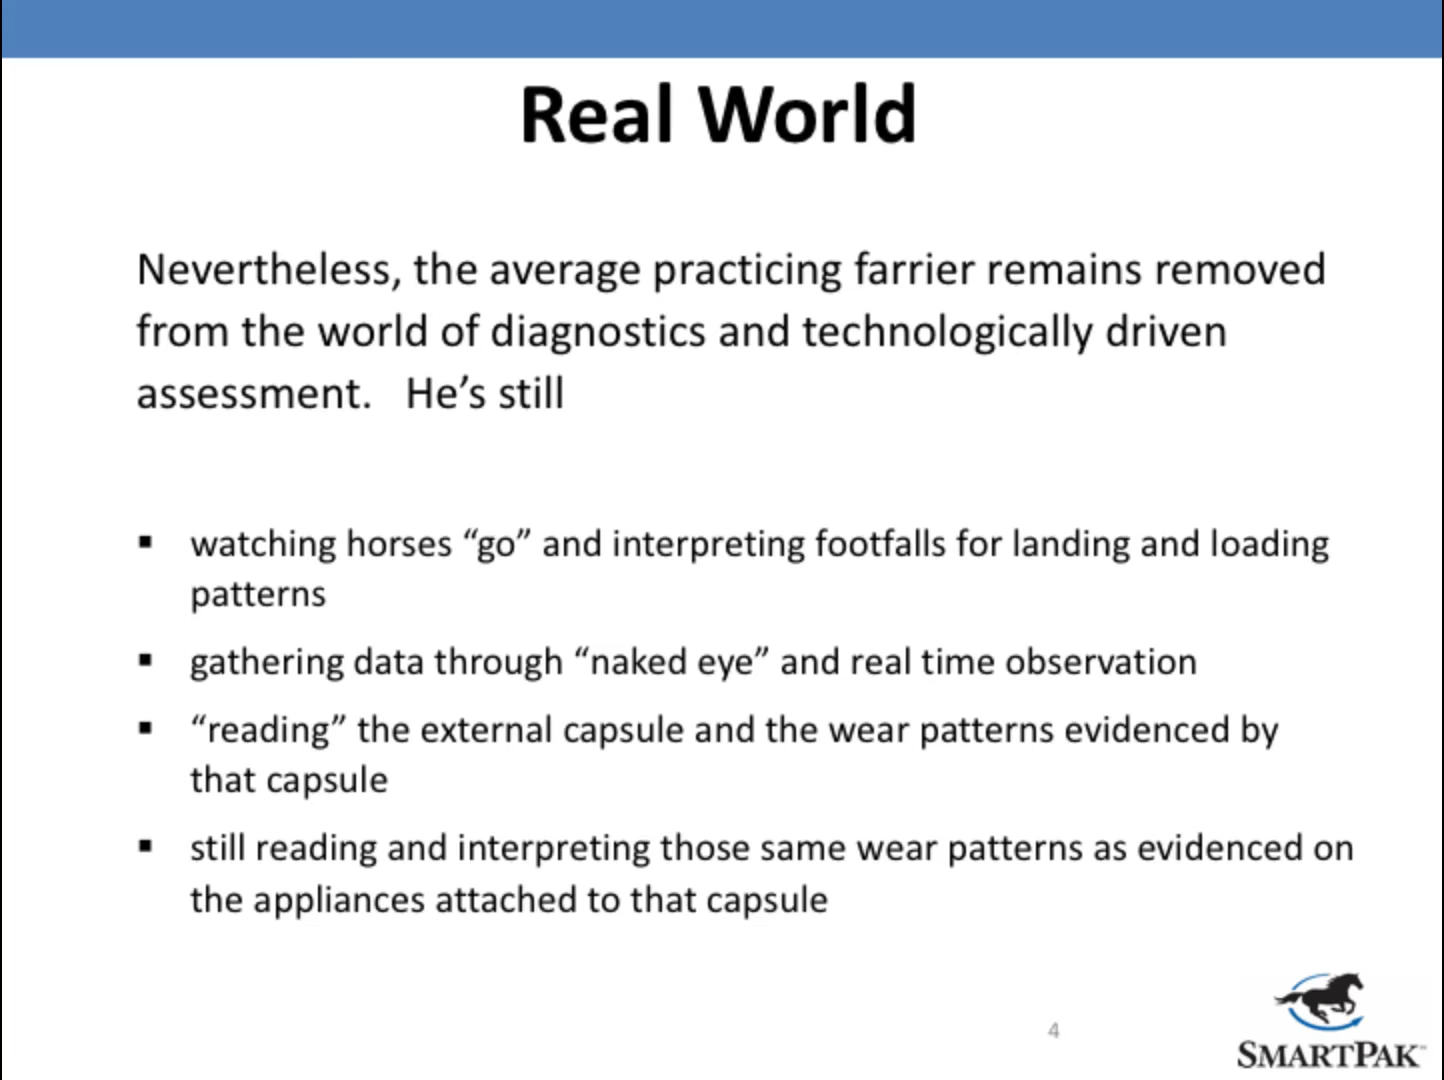 Real World
Nevertheless, the average practicing farrier remains removed
from the world of diagnostics and technologically driven
assessment.   He’s still
▪ watching horses “go” and interpreting footfalls for landing and loading
patterns
▪ gathering data through “naked eye” and real time observation
▪ “reading” the external capsule and the wear patterns evidenced by
that capsule
▪ still reading and interpreting those same wear patterns as evidenced on
the appliances attached to that capsule
4
SMARTPAK™